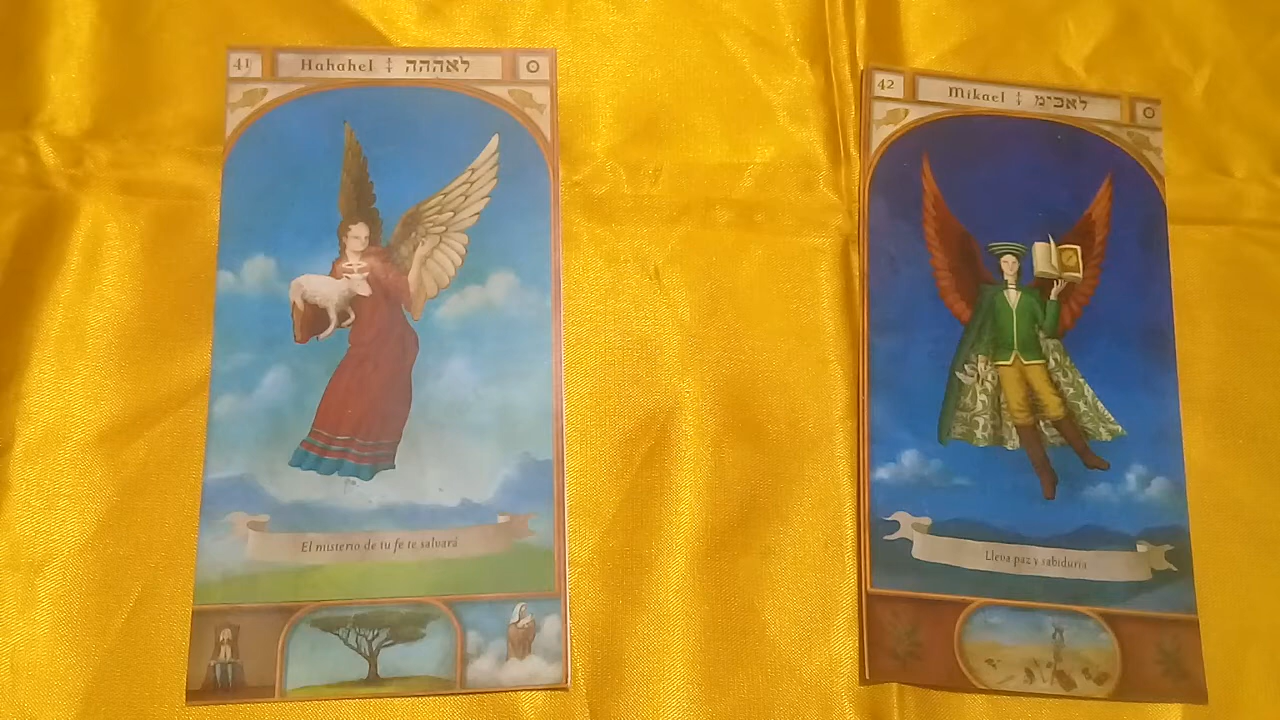 41 Hahahel ‡ לאההה ⊙
El misterio de tu fe te salvará
42 Mikael ‡ לאכימ ⊙
Lleva paz y sabiduría